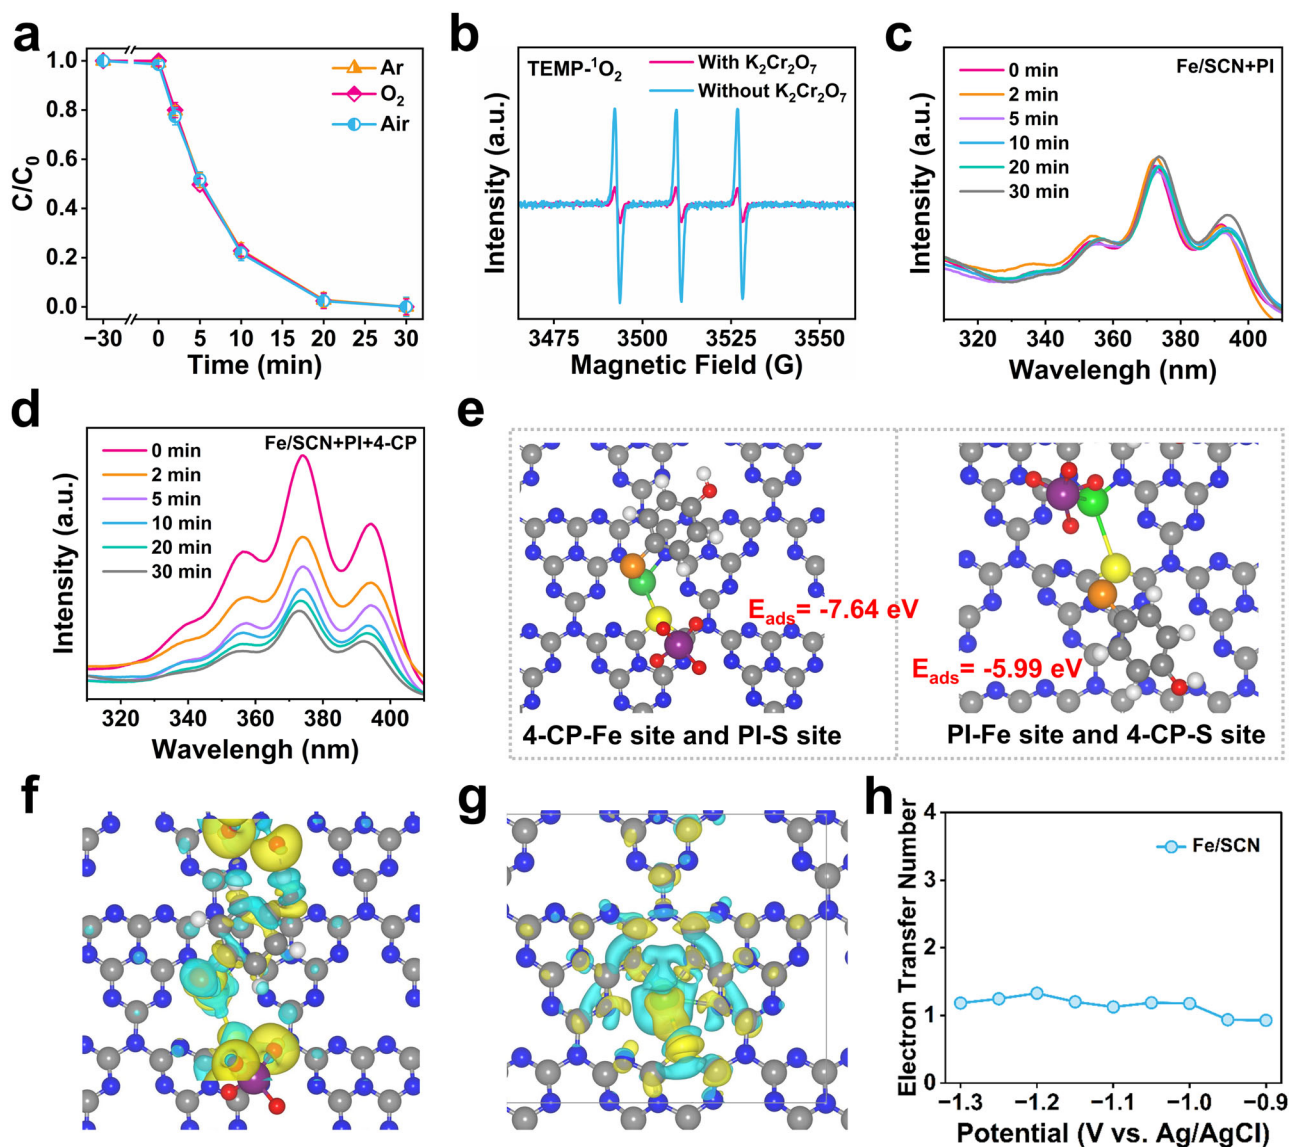 a
C/C0
1.0
0.8
0.6
0.4
0.2
0.0
Ar
O2
Air
−30
0
5
10
15
20
25
30
Time (min)
b
Intensity (a.u.)
TEMP-¹O2
With K2Cr2O7
Without K2Cr2O7
3475
3500
3525
3550
Magnetic Field (G)
c
Intensity (a.u.)
Fe/SCN+PI
0 min
2 min
5 min
10 min
20 min
30 min
320
340
360
380
400
Wavelengh (nm)
d
Intensity (a.u.)
Fe/SCN+PI+4-CP
0 min
2 min
5 min
10 min
20 min
30 min
320
340
360
380
400
Wavelengh (nm)
e
Eads= -7.64 eV
4-CP-Fe site and PI-S site
Eads= -5.99 eV
PI-Fe site and 4-CP-S site
f
g
h
Electron Transfer Number
4
3
2
1
0
Fe/SCN
−1.3
−1.2
−1.1
−1.0
−0.9
Potential (V vs. Ag/AgCl)